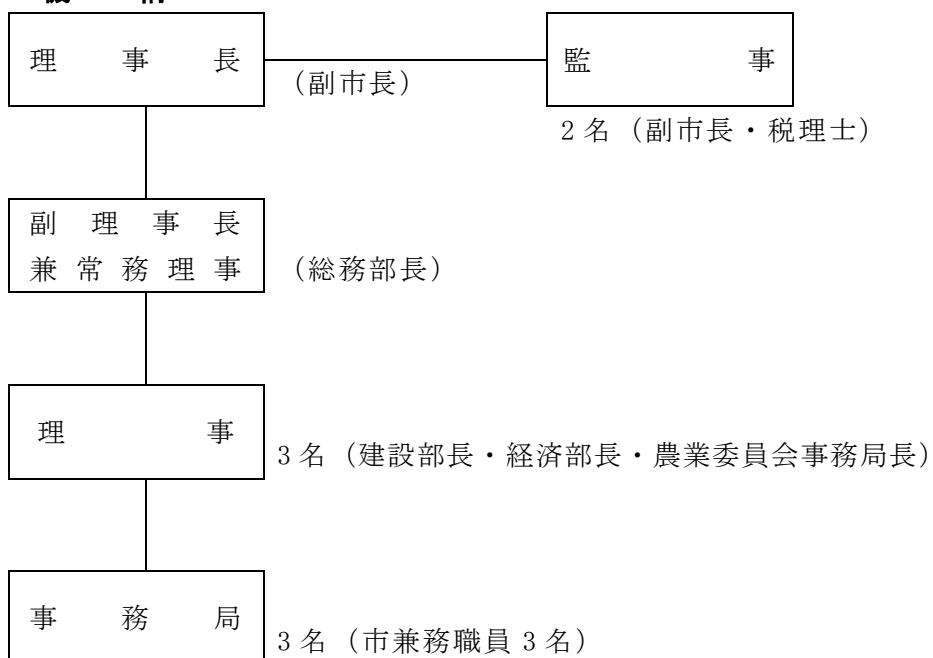 理事長
(副市長)
監事
2名（副市長・税理士）
副理事長
兼常務理事
（総務部長）
理事
3名（建設部長・経済部長・農業委員会事務局長）
事務局
3名（市兼務職員3名）